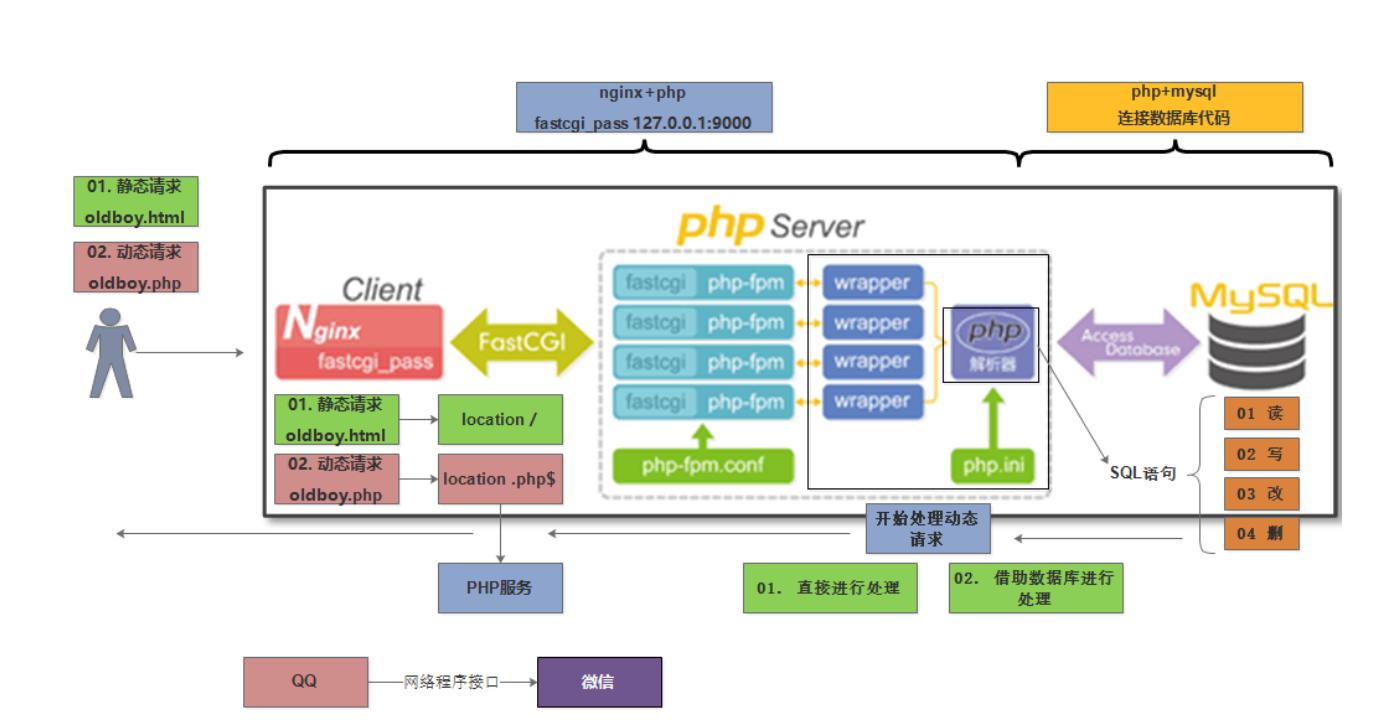 nginx+php
fastcgi_pass 127.0.0.1:9000
php+mysql
连接数据库代码
01. 静态请求
oldboy.html
02. 动态请求
oldboy.php
php Server
Client
Nginx
fastcgi_pass
FastCGI
fastcgi php-fpm
wrapper
fastcgi php-fpm
wrapper
fastcgi php-fpm
wrapper
fastcgi php-fpm
wrapper
php
解析器
Access
Database
MySQL
01. 静态请求
oldboy.html
location /
02. 动态请求
oldboy.php
location .php$
php-fpm.conf
php.ini
SQL语句
01 读
02 写
03 改
04 删
开始处理动态
请求
PHP服务
01. 直接进行处理
02. 借助数据库进行
处理
QQ
网络程序接口
微信